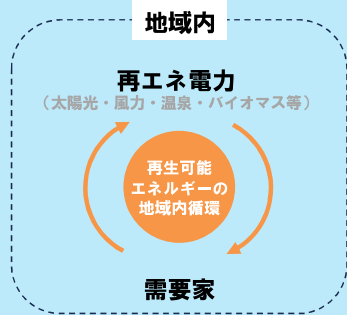 地域内
再エネ電力
（太陽光・風力・温泉・バイオマス等）
再生可能
エネルギーの
地域内循環
需要家